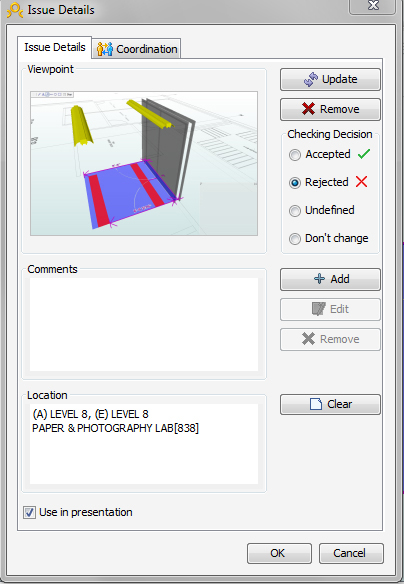 Issue Details
Issue Details
Coordination
Viewpoint
Update
Remove
Checking Decision
Accepted
Rejected
Undefined
Don't change
Comments
Add
Edit
Remove
Location
(A) LEVEL 8, (E) LEVEL 8
PAPER & PHOTOGRAPHY LAB[838]
Clear
Use in presentation
OK
Cancel